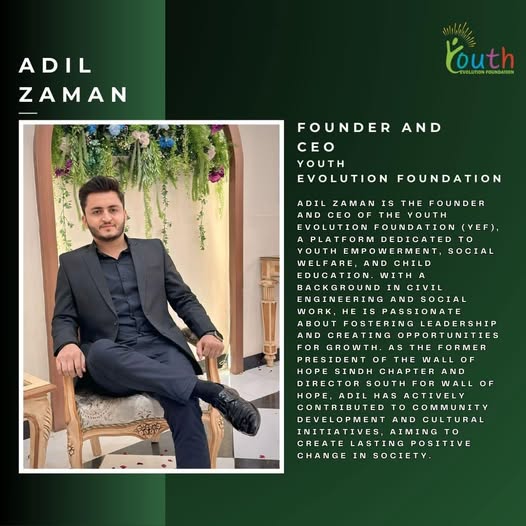 Youth
EVOLUTION FOUNDATION
ADIL
ZAMAN
FOUNDER AND
CEO
YOUTH
EVOLUTION FOUNDATION
ADIL ZAMAN IS THE FOUNDER
AND CEO OF THE YOUTH
EVOLUTION FOUNDATION (YEF),
A PLATFORM DEDICATED TO
YOUTH EMPOWERMENT, SOCIAL
WELFARE, AND CHILD
EDUCATION. WITH A
BACKGROUND IN CIVIL
ENGINEERING AND SOCIAL
WORK, HE IS PASSIONATE
ABOUT FOSTERING LEADERSHIP
AND CREATING OPPORTUNITIES
FOR GROWTH. AS THE FORMER
PRESIDENT OF THE WALL OF
HOPE SINDH CHAPTER AND
DIRECTOR SOUTH FOR WALL OF
HOPE, ADIL HAS ACTIVELY
CONTRIBUTED TO COMMUNITY
DEVELOPMENT AND CULTURAL
INITIATIVES, AIMING TO
CREATE LASTING POSITIVE
CHANGE IN SOCIETY.